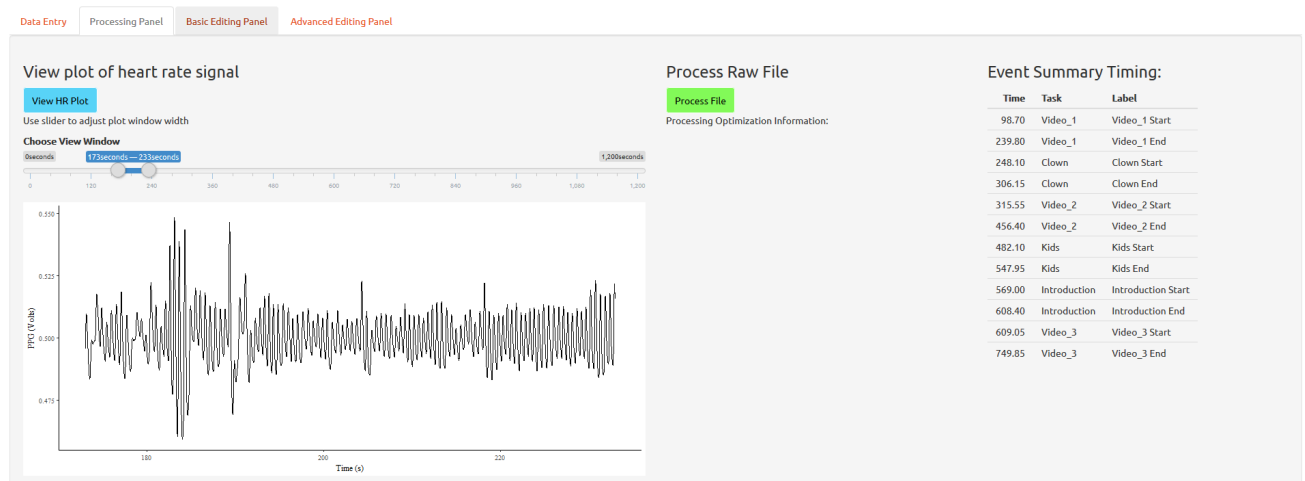 Data Entry Processing Panel Basic Editing Panel Advanced Editing Panel
View plot of heart rate signal
View HR Plot
Use slider to adjust plot window width
Choose View Window
0seconds 173seconds — 233seconds 1,200seconds
0 120 240 360 480 600 720 840 960 1,080 1,200
0.550
0.525
0.500
0.475
PPG (Volts)
180 200 220
Time (s)
Process Raw File
Process File
Processing Optimization Information:
Event Summary Timing:
Time Task Label
98.70 Video_1 Video_1 Start
239.80 Video_1 Video_1 End
248.10 Clown Clown Start
306.15 Clown Clown End
315.55 Video_2 Video_2 Start
456.40 Video_2 Video_2 End
482.10 Kids Kids Start
547.95 Kids Kids End
569.00 Introduction Introduction Start
608.40 Introduction Introduction End
609.05 Video_3 Video_3 Start
749.85 Video_3 Video_3 End